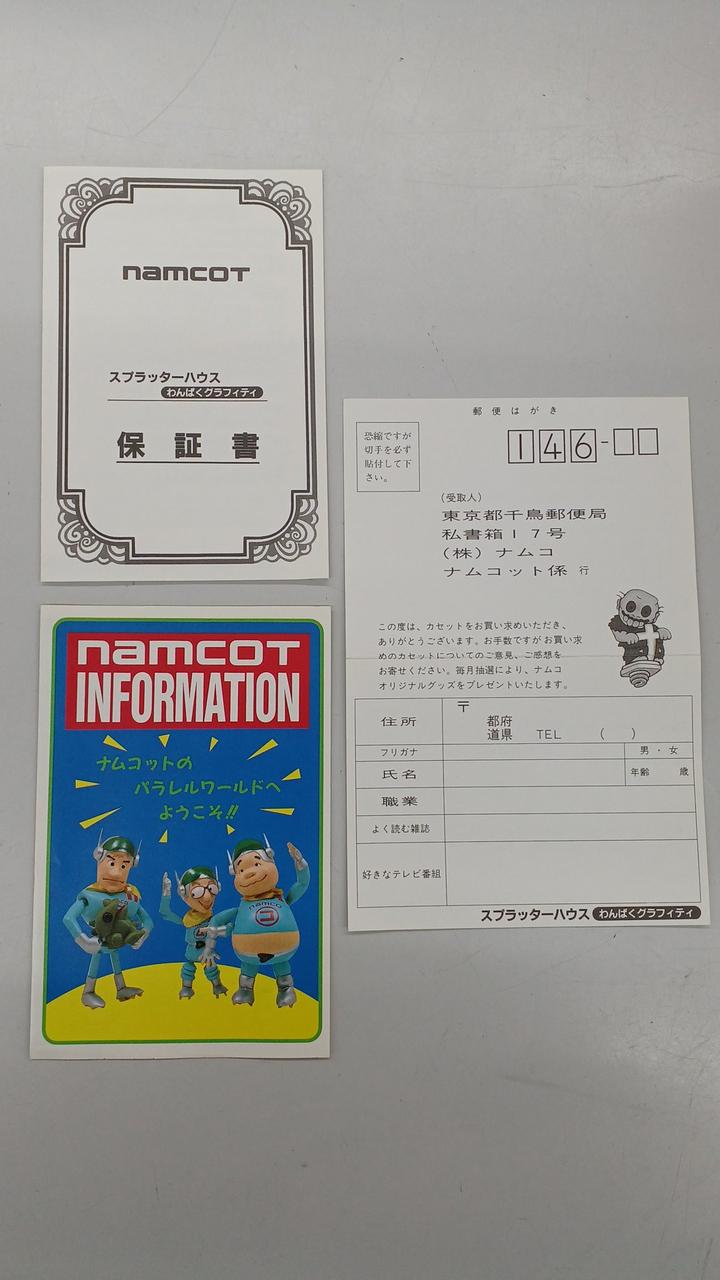 namcoT
スプラッターハウス
わんぱくグラフィティ
保証書
namcoT
INFORMATION
ナムコットの
パラレルワールドへ
ようこそ!!
namco
コ
郵便はがき
恐縮ですが
切手を必ず
貼付して下
さい。
146-
(受取人)
東京都千鳥郵便局
私書箱17号
(株)ナムコ
ナムコット係 行
この度は、カセットをお買い求めいただき、
ありがとうございます。お手数ですがお買い求
めのカセットについてのご意見、ご感想を
お寄せください。毎月抽選により、ナムコ
オリジナルグッズをプレゼントいたします。
住所
〒
都府
道県 TEL ( )
フリガナ
男・女
氏名
年齢 歳
職業
よく読む雑誌
好きなテレビ番組
スプラッターハウス わんぱくグラフィティ